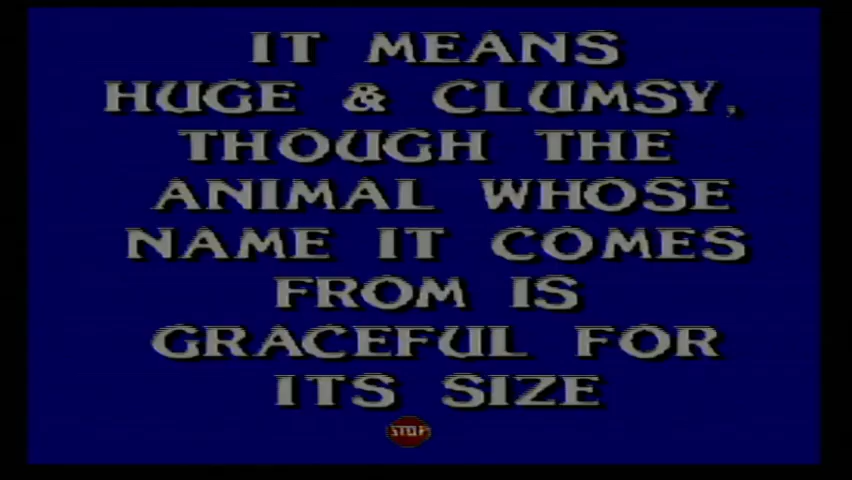 IT MEANS
HUGE & CLUMSY,
THOUGH THE
ANIMAL WHOSE
NAME IT COMES
FROM IS
GRACEFUL FOR
ITS SIZE
STOP